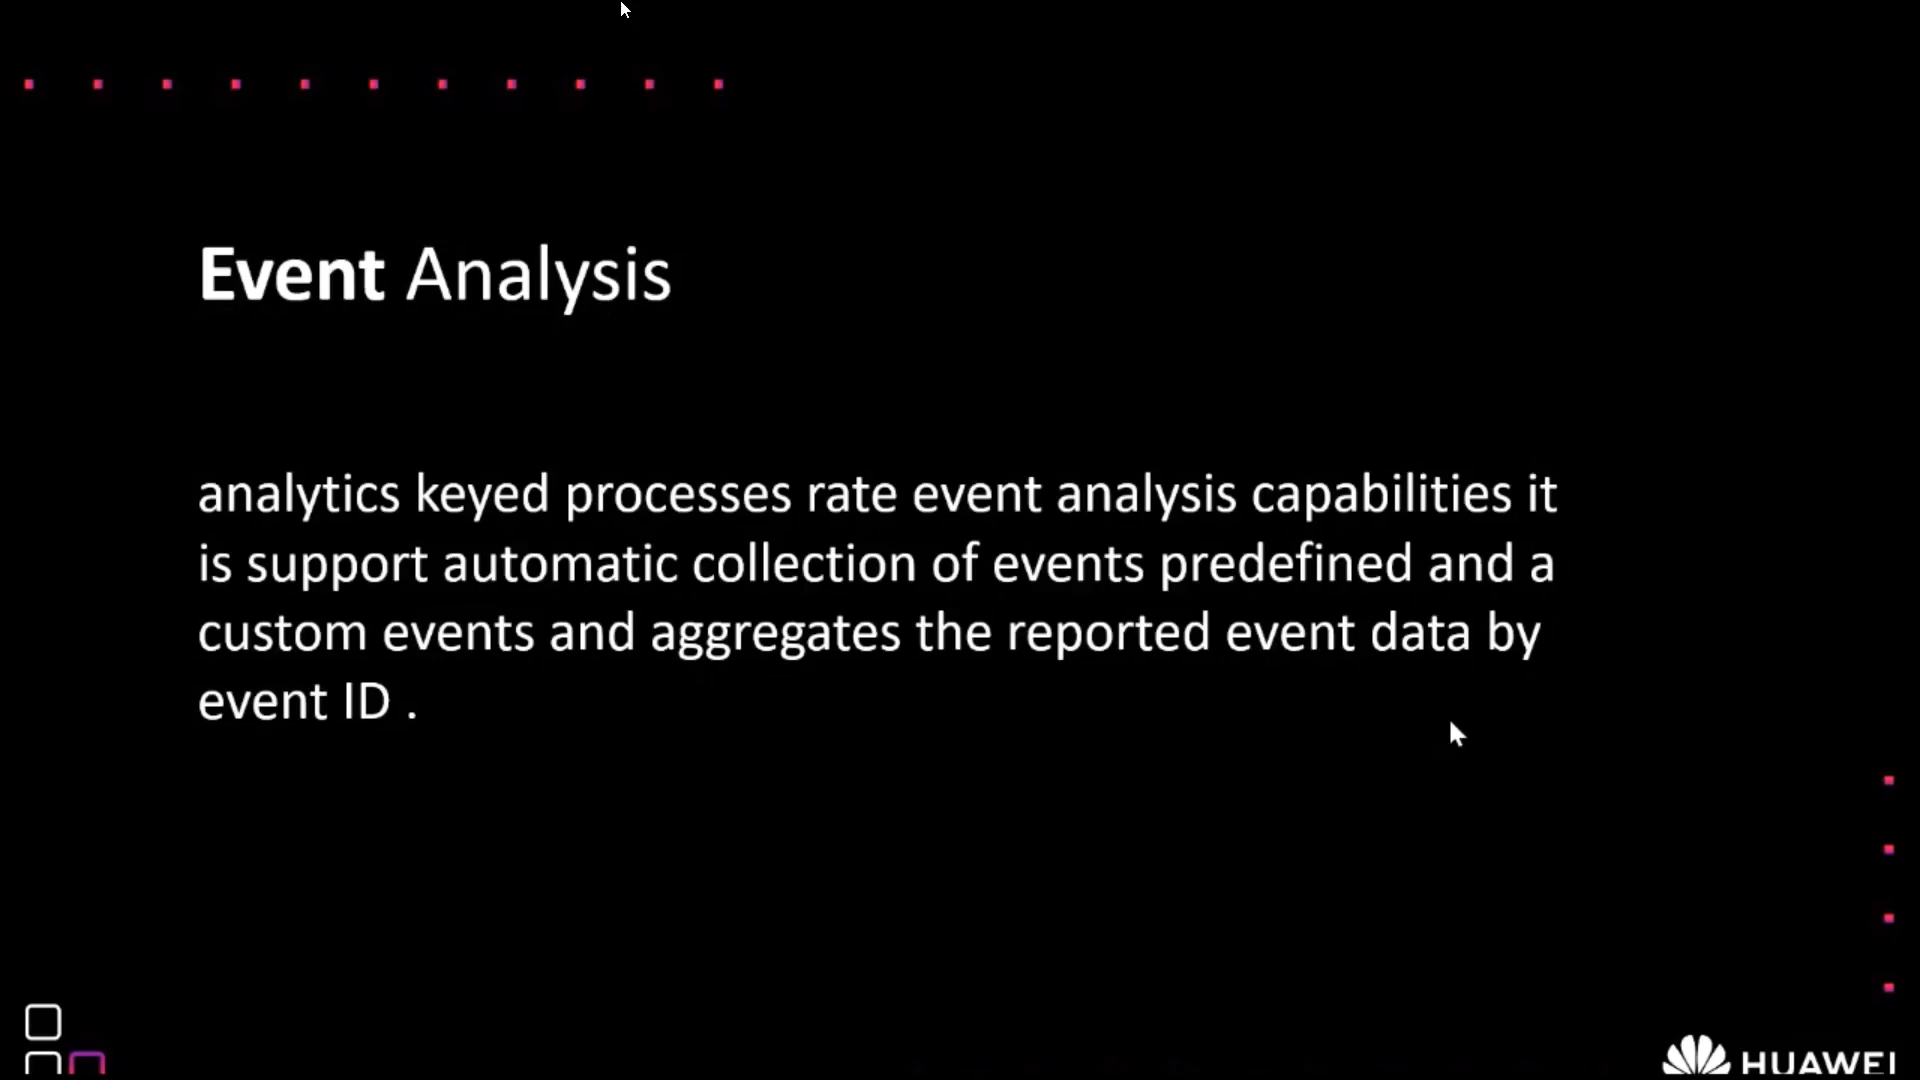 Event Analysis
analytics keyed processes rate event analysis capabilities it
is support automatic collection of events predefined and a
custom events and aggregates the reported event data by
event ID .
HUAWEI